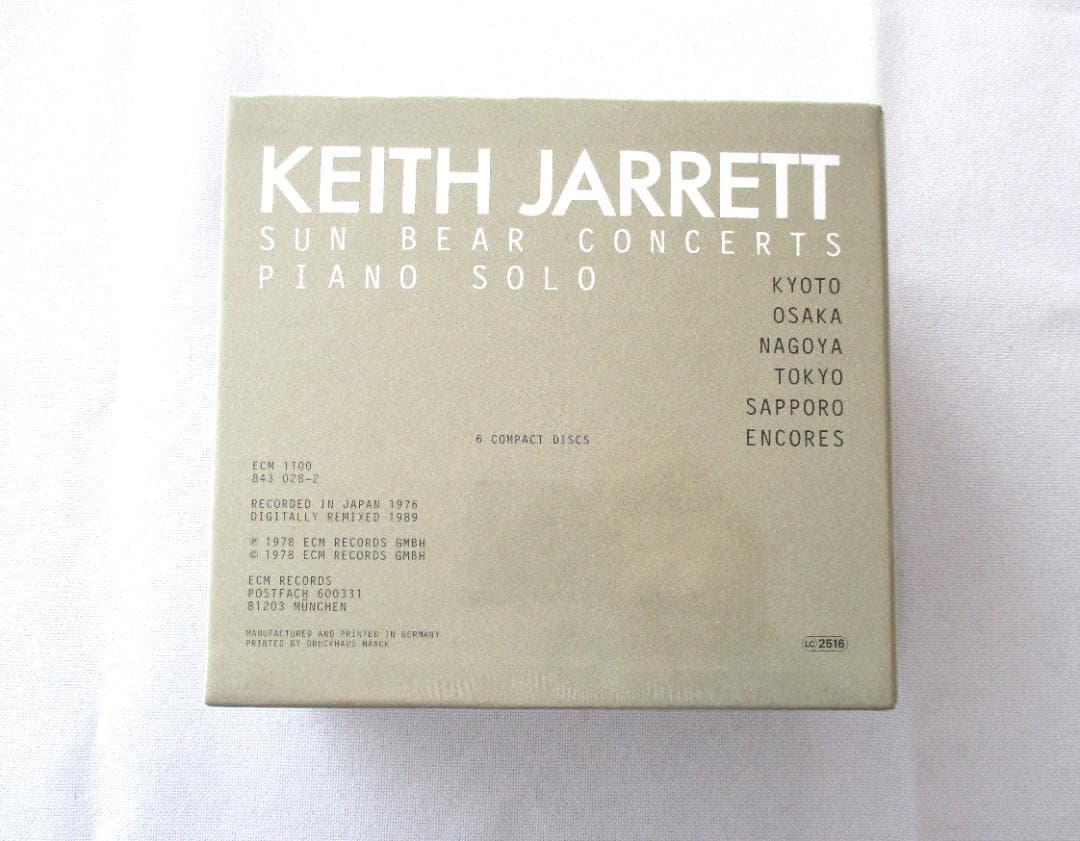 KEITH JARRETT
SUN BEAR CONCERTS
PIANO SOLO
KYOTO
OSAKA
NAGOYA
TOKYO
SAPPORO
ENCORES
6 COMPACT DISCS
ECM 1100
843 028-2
RECORDED IN JAPAN 1976
DIGITALLY REMIXED 1989
℗ 1978 ECM RECORDS GMBH
© 1978 ECM RECORDS GMBH
ECM RECORDS
POSTFACH 600331
81203 MÜNCHEN
MANUFACTURED AND PRINTED IN GERMANY
PRINTED BY DRUCKHAUS MAACK
LC 2516